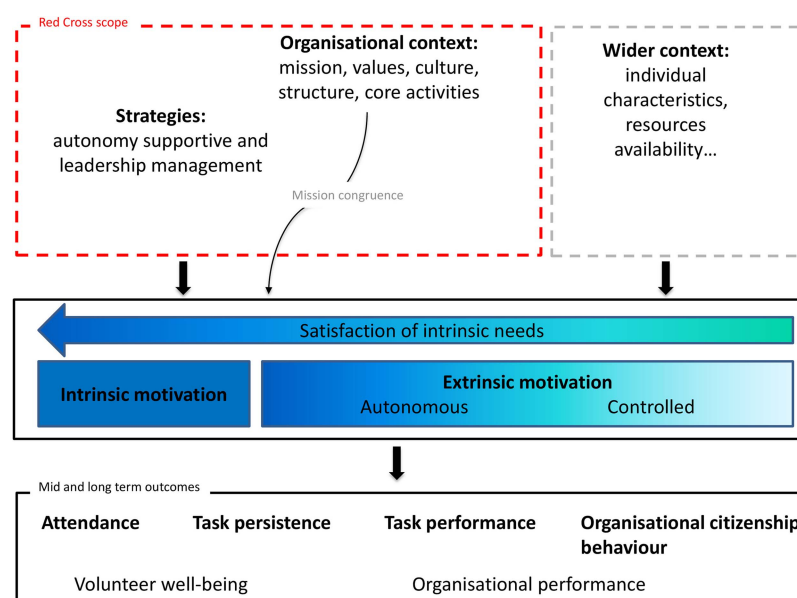 Red Cross scope
Organisational context:
mission, values, culture,
structure, core activities
Strategies:
autonomy supportive and
leadership management
Mission congruence
Wider context:
individual
characteristics,
resources
availability…
Satisfaction of intrinsic needs
Intrinsic motivation
Extrinsic motivation
Autonomous Controlled
Mid and long term outcomes
Attendance Task persistence Task performance Organisational citizenship
behaviour
Volunteer well-being Organisational performance